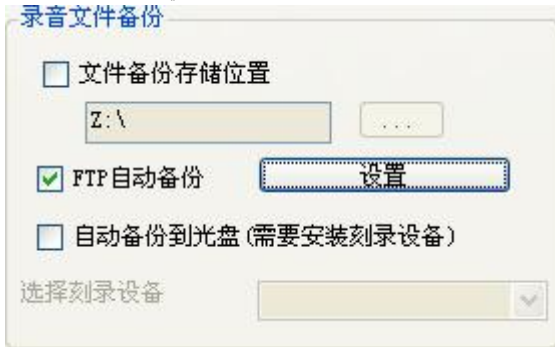 录音文件备份
文件备份存储位置
Z:\
...
FTP自动备份
设置
自动备份到光盘(需要安装刻录设备)
选择刻录设备